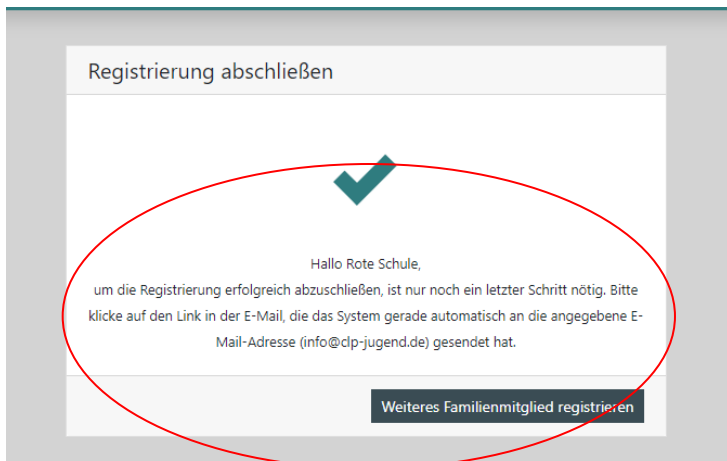 Registrierung abschließen
Hallo Rote Schule,
um die Registrierung erfolgreich abzuschließen, ist nur noch ein letzter Schritt nötig. Bitte
klicke auf den Link in der E-Mail, die das System gerade automatisch an die angegebene E-
Mail-Adresse (info@clp-jugend.de) gesendet hat.
Weiteres Familienmitglied registrieren